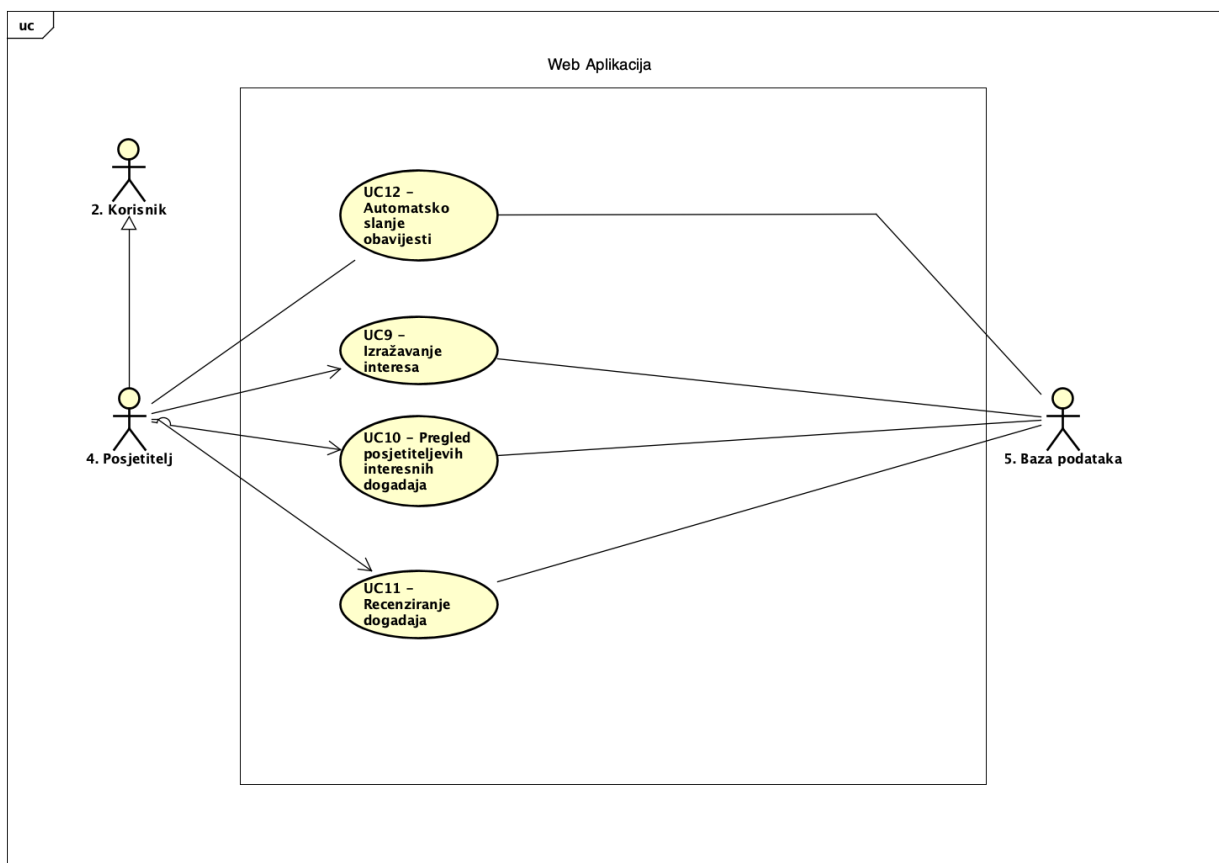 uc
Web Aplikacija
2. Korisnik
UC12 –
Automatsko
slanje
obavijesti
UC9 –
Izražavanje
interesa
4. Posjetitelj
UC10 – Pregled
posjetiteljevih
interesnih
događaja
5. Baza podataka
UC11 –
Recenziranje
događaja